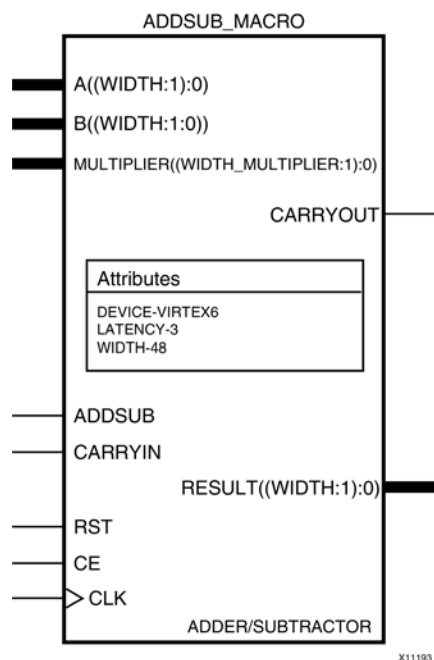 ADDSUB_MACRO
A((WIDTH:1):0)
B((WIDTH:1:0))
MULTIPLIER((WIDTH_MULTIPLIER:1):0)
CARRYOUT
Attributes
DEVICE-VIRTEX6
LATENCY-3
WIDTH-48
ADDSUB
CARRYIN
RESULT((WIDTH:1):0)
RST
CE
CLK
ADDER/SUBTRACTOR
X11193